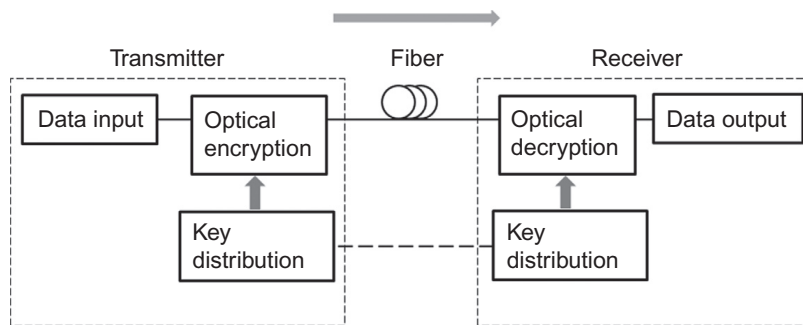 Transmitter
Fiber
Receiver
Data input
Optical
encryption
Optical
decryption
Data output
Key
distribution
Key
distribution